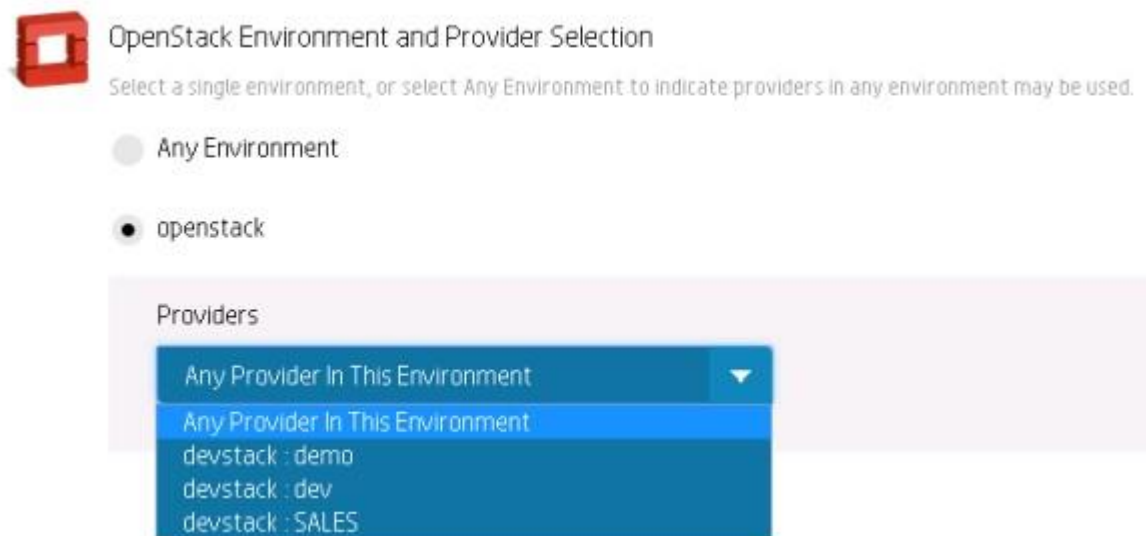 OpenStack Environment and Provider Selection
Select a single environment, or select Any Environment to indicate providers in any environment may be used.
Any Environment
openstack
Providers
Any Provider In This Environment
Any Provider In This Environment
devstack : demo
devstack : dev
devstack : SALES